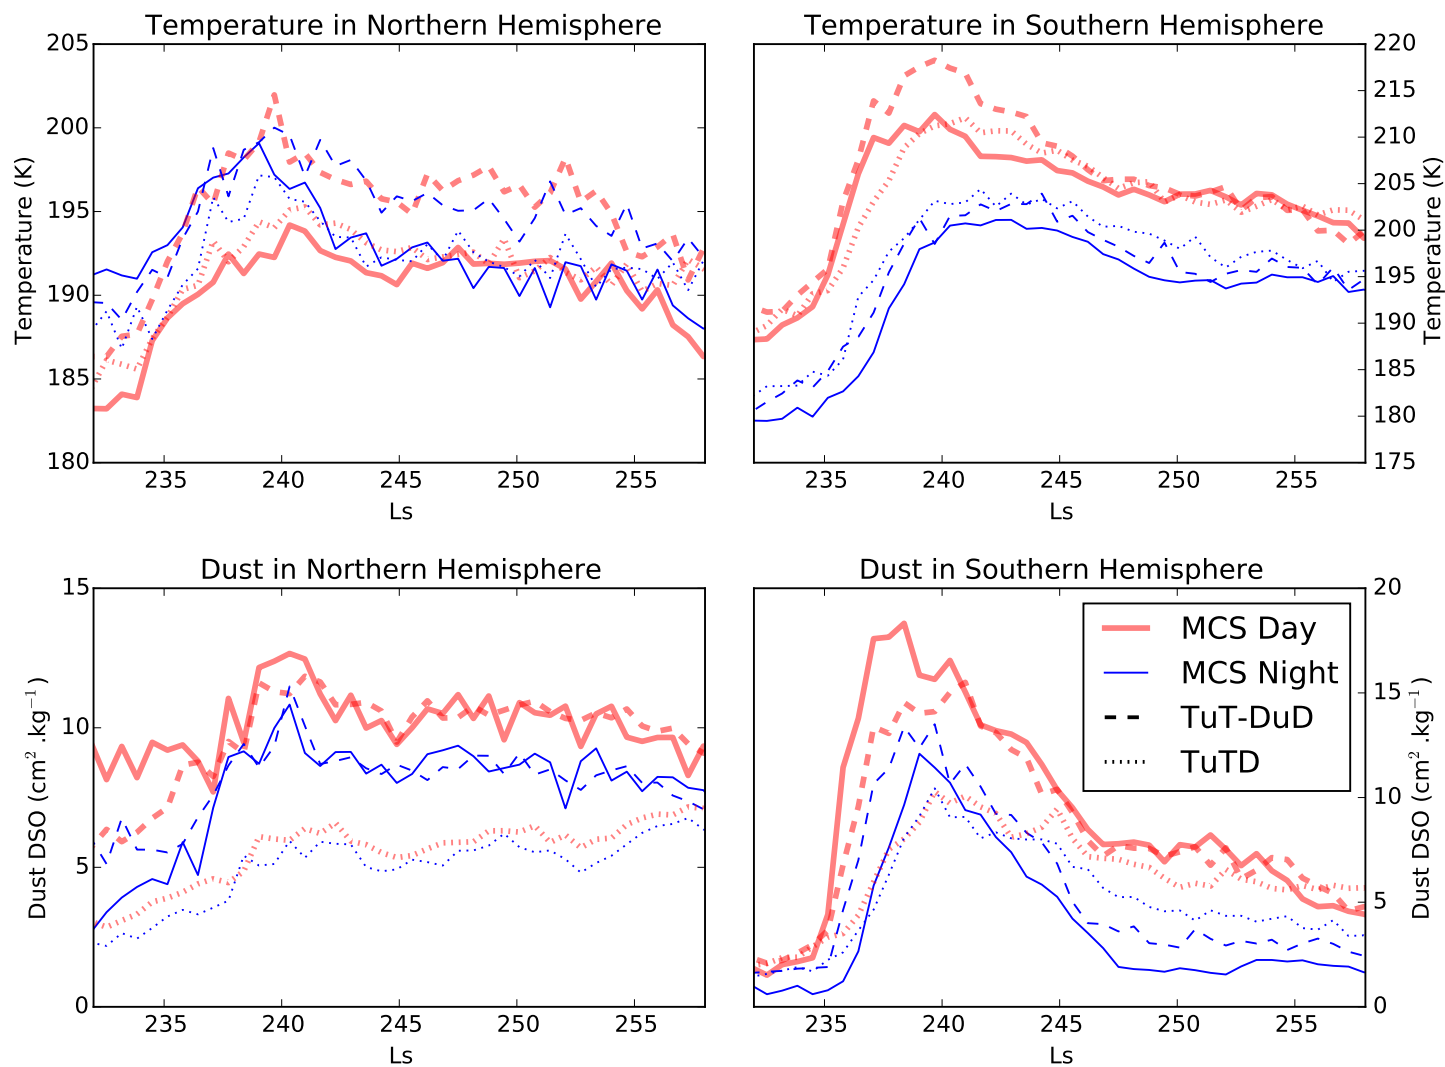 Temperature in Northern Hemisphere
Temperature in Southern Hemisphere
205
200
195
190
185
180
Temperature (K)
235 240 245 250 255
Ls
220
215
210
205
200
195
190
185
180
175
Temperature (K)
235 240 245 250 255
Ls
Dust in Northern Hemisphere
Dust in Southern Hemisphere
15
10
5
0
Dust DSO (cm² .kg⁻¹)
235 240 245 250 255
Ls
MCS Day
MCS Night
TuT-DuD
TuTD
20
15
10
5
0
Dust DSO (cm² .kg⁻¹)
235 240 245 250 255
Ls